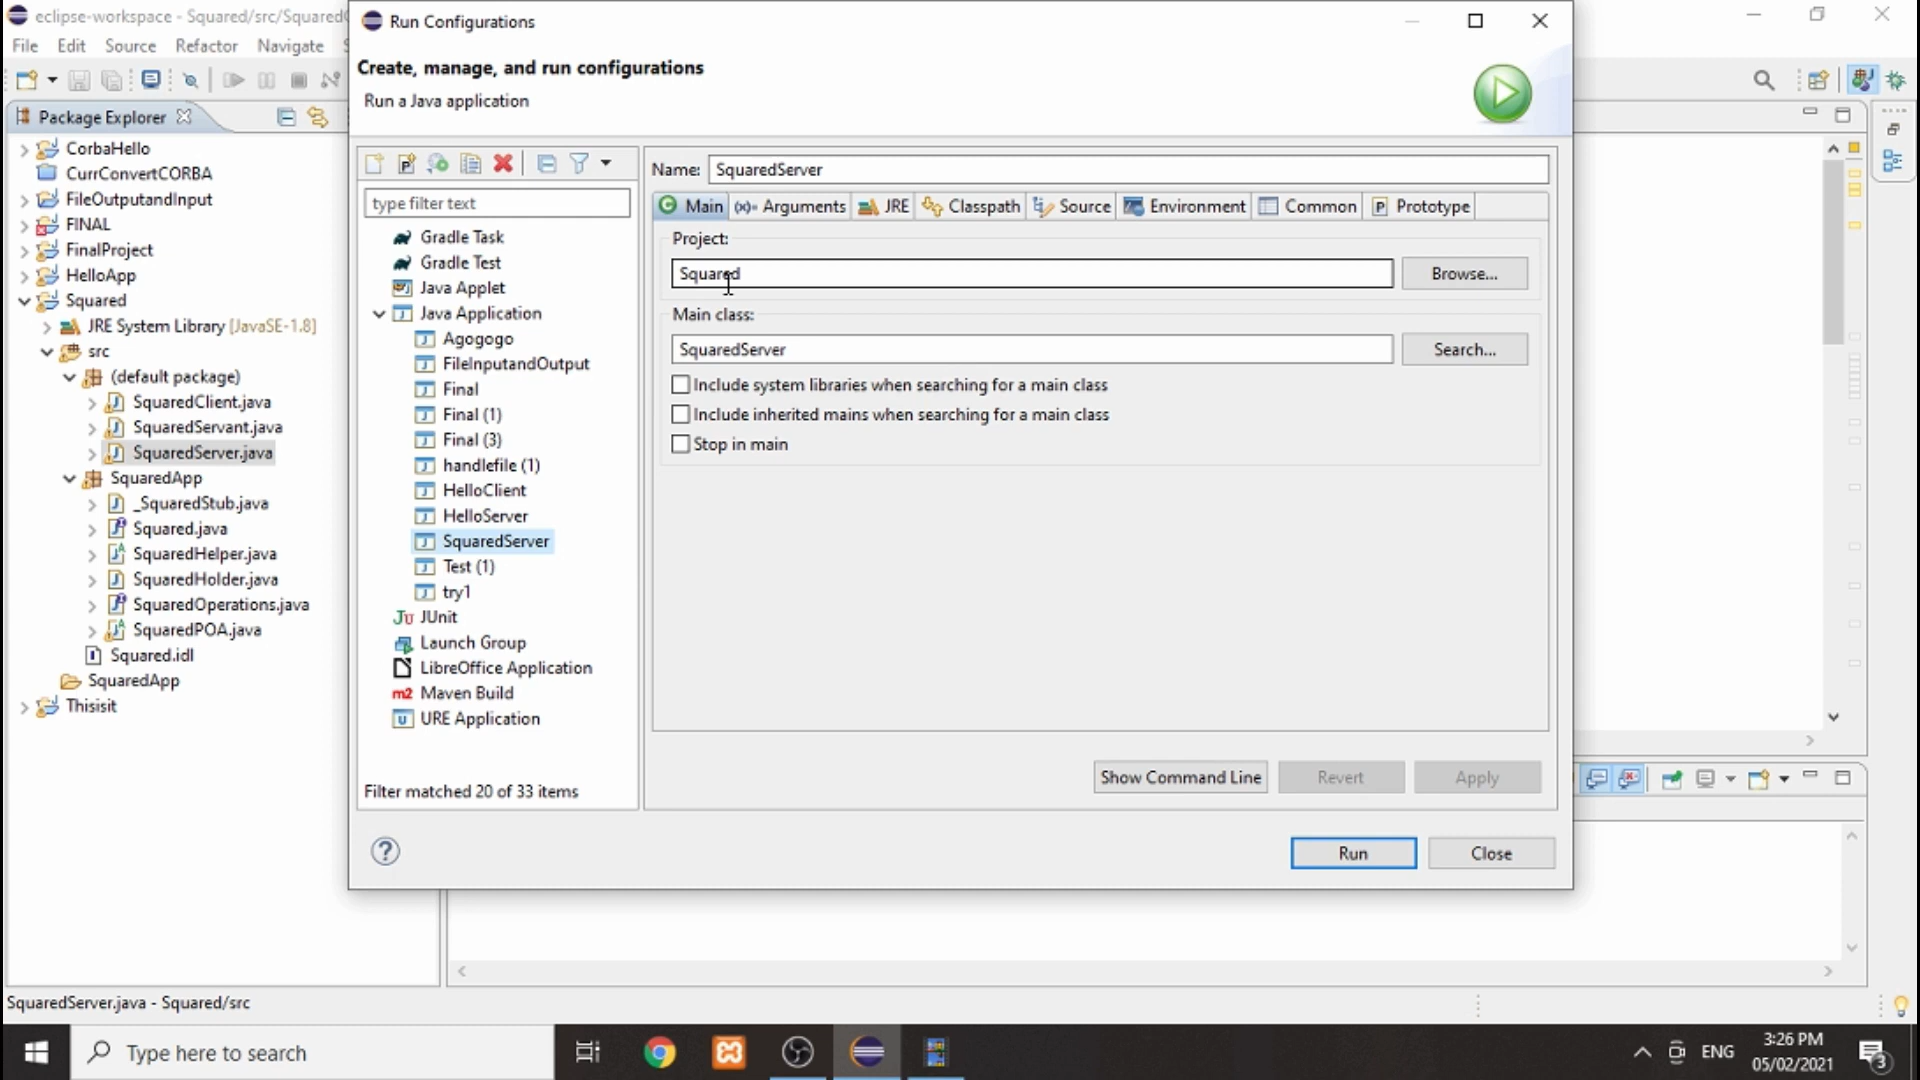 eclipse-workspace - Squared/src/Squared
File Edit Source Refactor Navigate
Package Explorer
CorbaHello
CurrConvertCORBA
FileOutputandInput
FINAL
FinalProject
HelloApp
Squared
JRE System Library [JavaSE-1.8]
src
(default package)
SquaredClient.java
SquaredServant.java
SquaredServer.java
SquaredApp
_SquaredStub.java
Squared.java
SquaredHelper.java
SquaredHolder.java
SquaredOperations.java
SquaredPOA.java
Squared.idl
SquaredApp
Thisisit
Run Configurations
Create, manage, and run configurations
Run a Java application
type filter text
Gradle Task
Gradle Test
Java Applet
Java Application
Agogogo
FileInputandOutput
Final
Final (1)
Final (3)
handlefile (1)
HelloClient
HelloServer
SquaredServer
Test (1)
try1
JUnit
Launch Group
LibreOffice Application
Maven Build
URE Application
Filter matched 20 of 33 items
Name: SquaredServer
Main Arguments JRE Classpath Source Environment Common Prototype
Project:
Squared Browse...
Main class:
SquaredServer Search...
Include system libraries when searching for a main class
Include inherited mains when searching for a main class
Stop in main
Show Command Line Revert Apply
Run Close
SquaredServer.java - Squared/src
Type here to search
ENG
3:26 PM
05/02/2021
3